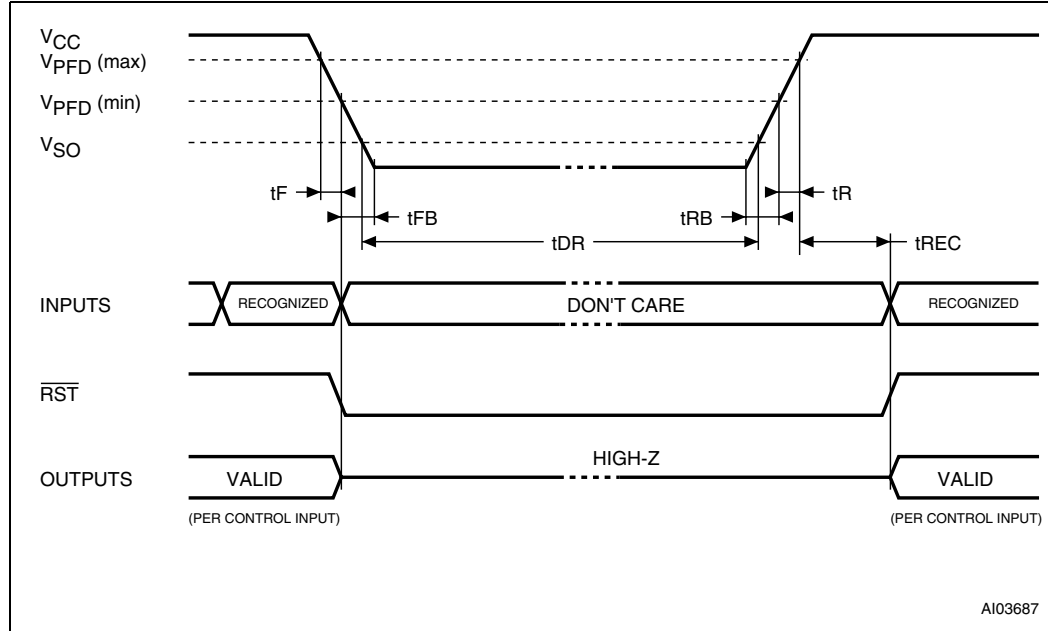 VCC
VPFD (max)
VPFD (min)
VSO
tF
tR
tFB
tRB
tDR
tREC
INPUTS
RECOGNIZED
DON'T CARE
RECOGNIZED
RST
HIGH-Z
OUTPUTS
VALID
VALID
(PER CONTROL INPUT)
(PER CONTROL INPUT)
AI03687